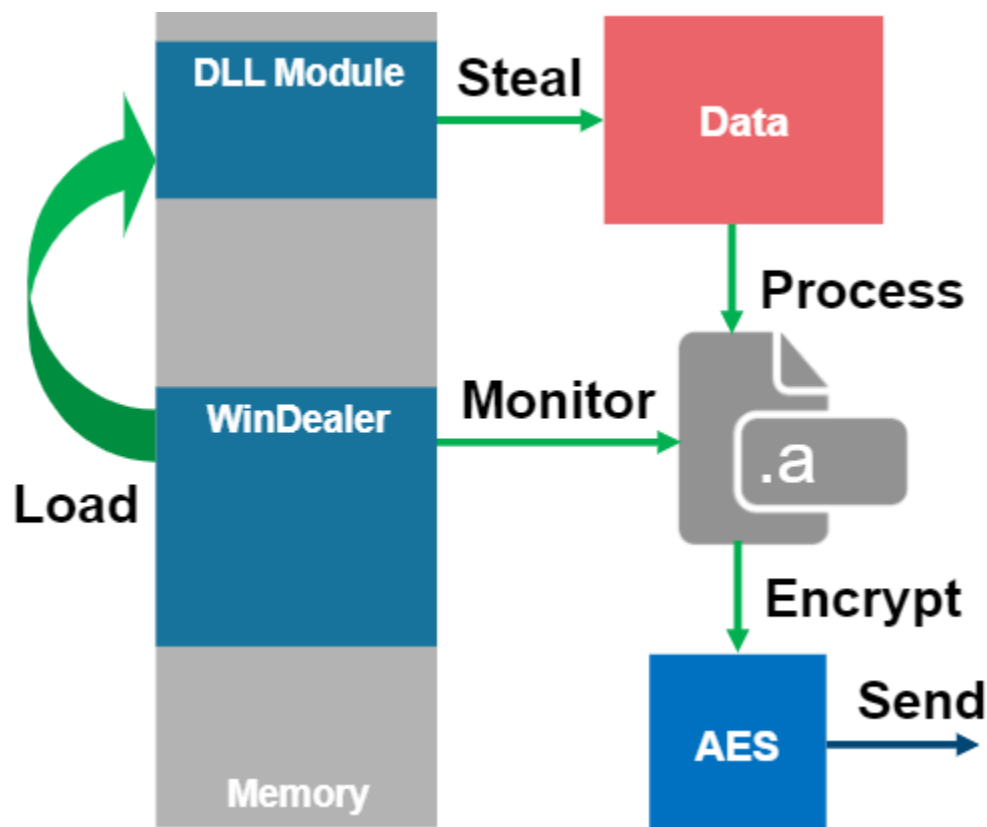 DLL Module
Steal
Data
Process
WinDealer
Monitor
.a
Load
Encrypt
Send
AES
Memory